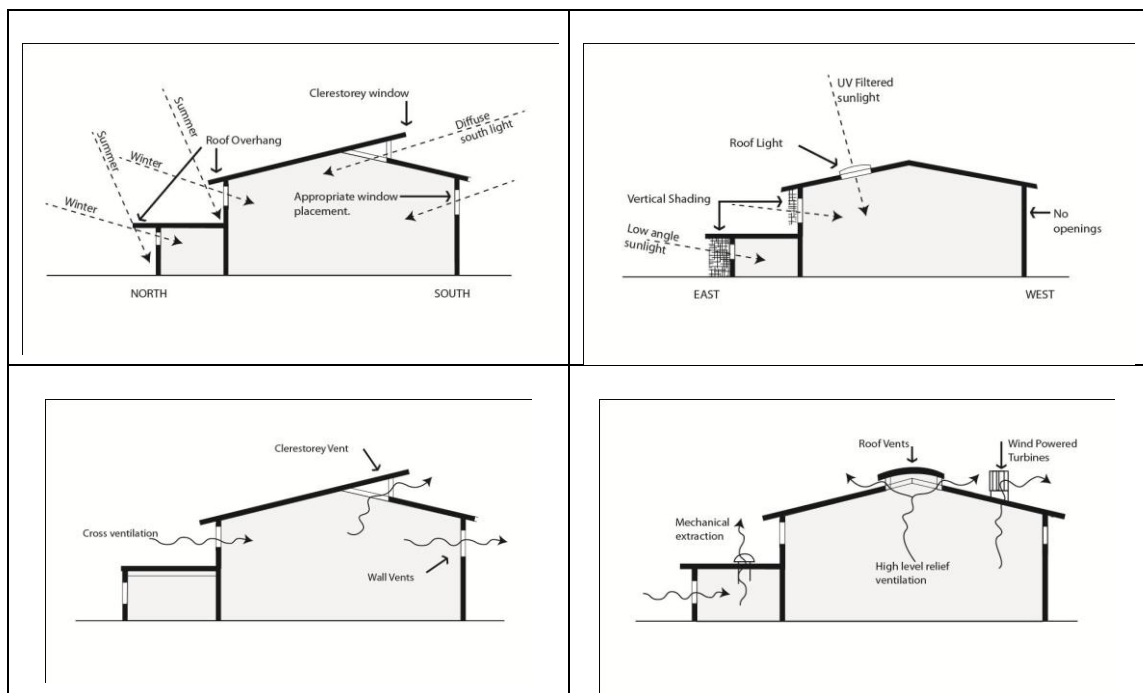 Clerestorey window
Summer
Summer
Roof Overhang
Diffuse
south light
Winter
Winter
Appropriate window
placement.
NORTH
SOUTH
UV Filtered
sunlight
Roof Light
Vertical Shading
No
openings
Low angle
sunlight
EAST
WEST
Clerestorey Vent
Cross ventilation
Wall Vents
Roof Vents
Wind Powered
Turbines
Mechanical
extraction
High level relief
ventilation